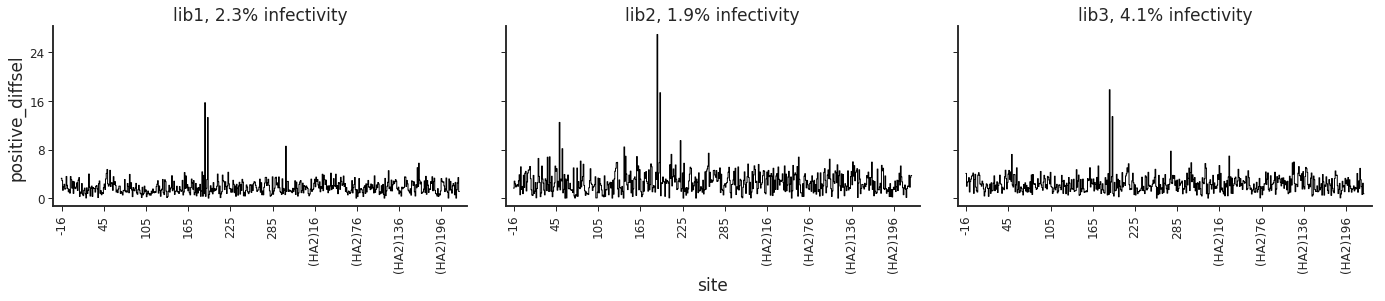 lib1, 2.3% infectivity
lib2, 1.9% infectivity
lib3, 4.1% infectivity
positive_diffsel
24
16
8
0
-16
45
105
165
225
285
(HA2)16
(HA2)76
(HA2)136
(HA2)196
-16
45
105
165
225
285
(HA2)16
(HA2)76
(HA2)136
(HA2)196
-16
45
105
165
225
285
(HA2)16
(HA2)76
(HA2)136
(HA2)196
site